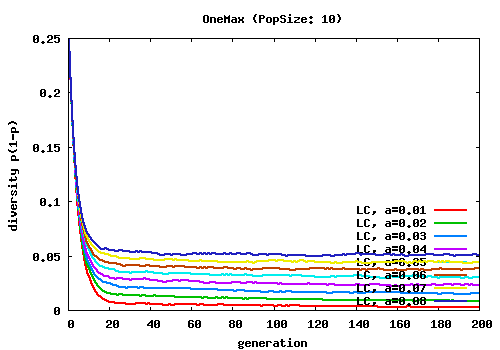 OneMax (PopSize: 10)
0.25
0.2
0.15
0.1
0.05
0
diversity p(1-p)
LC, a=0.01
LC, a=0.02
LC, a=0.03
LC, a=0.04
LC, a=0.05
LC, a=0.06
LC, a=0.07
LC, a=0.08
0 20 40 60 80 100 120 140 160 180 200
generation